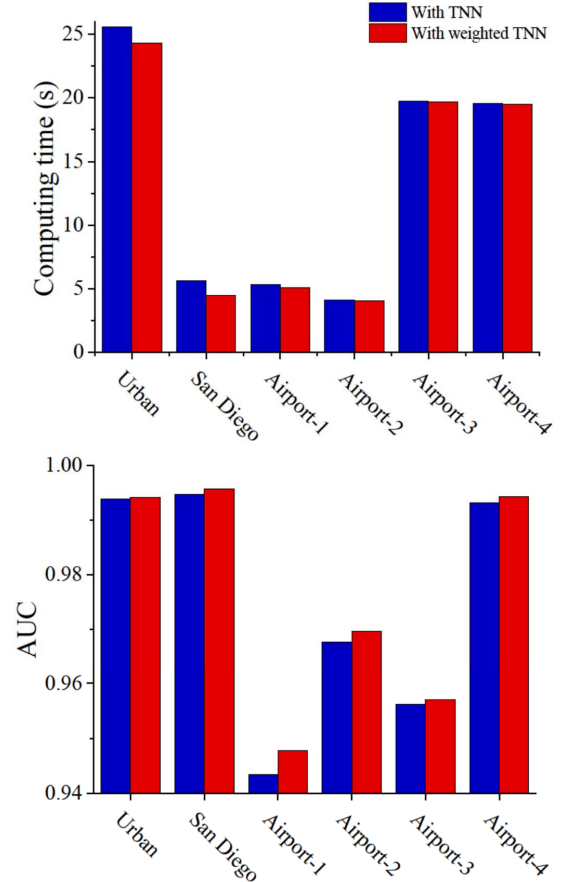 With TNN
With weighted TNN
Computing time (s)
25
20
15
10
5
0
Urban
San Diego
Airport-1
Airport-2
Airport-3
Airport-4
AUC
1.00
0.98
0.96
0.94
Urban
San Diego
Airport-1
Airport-2
Airport-3
Airport-4